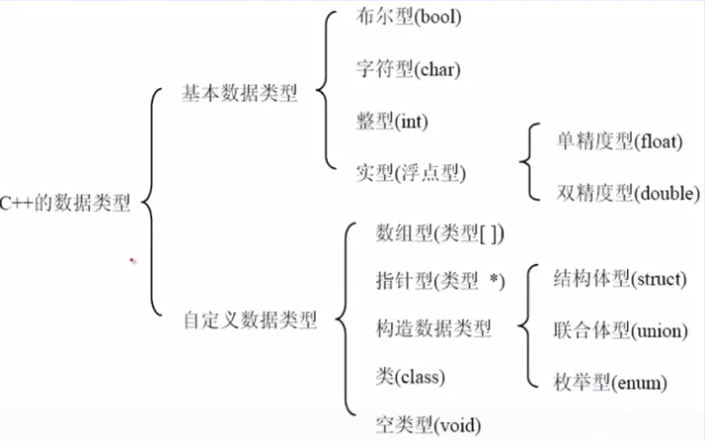 C++的数据类型
基本数据类型
布尔型(bool)
字符型(char)
整型(int)
实型(浮点型)
单精度型(float)
双精度型(double)
自定义数据类型
数组型(类型[ ])
指针型(类型 *)
构造数据类型
结构体型(struct)
联合体型(union)
枚举型(enum)
类(class)
空类型(void)